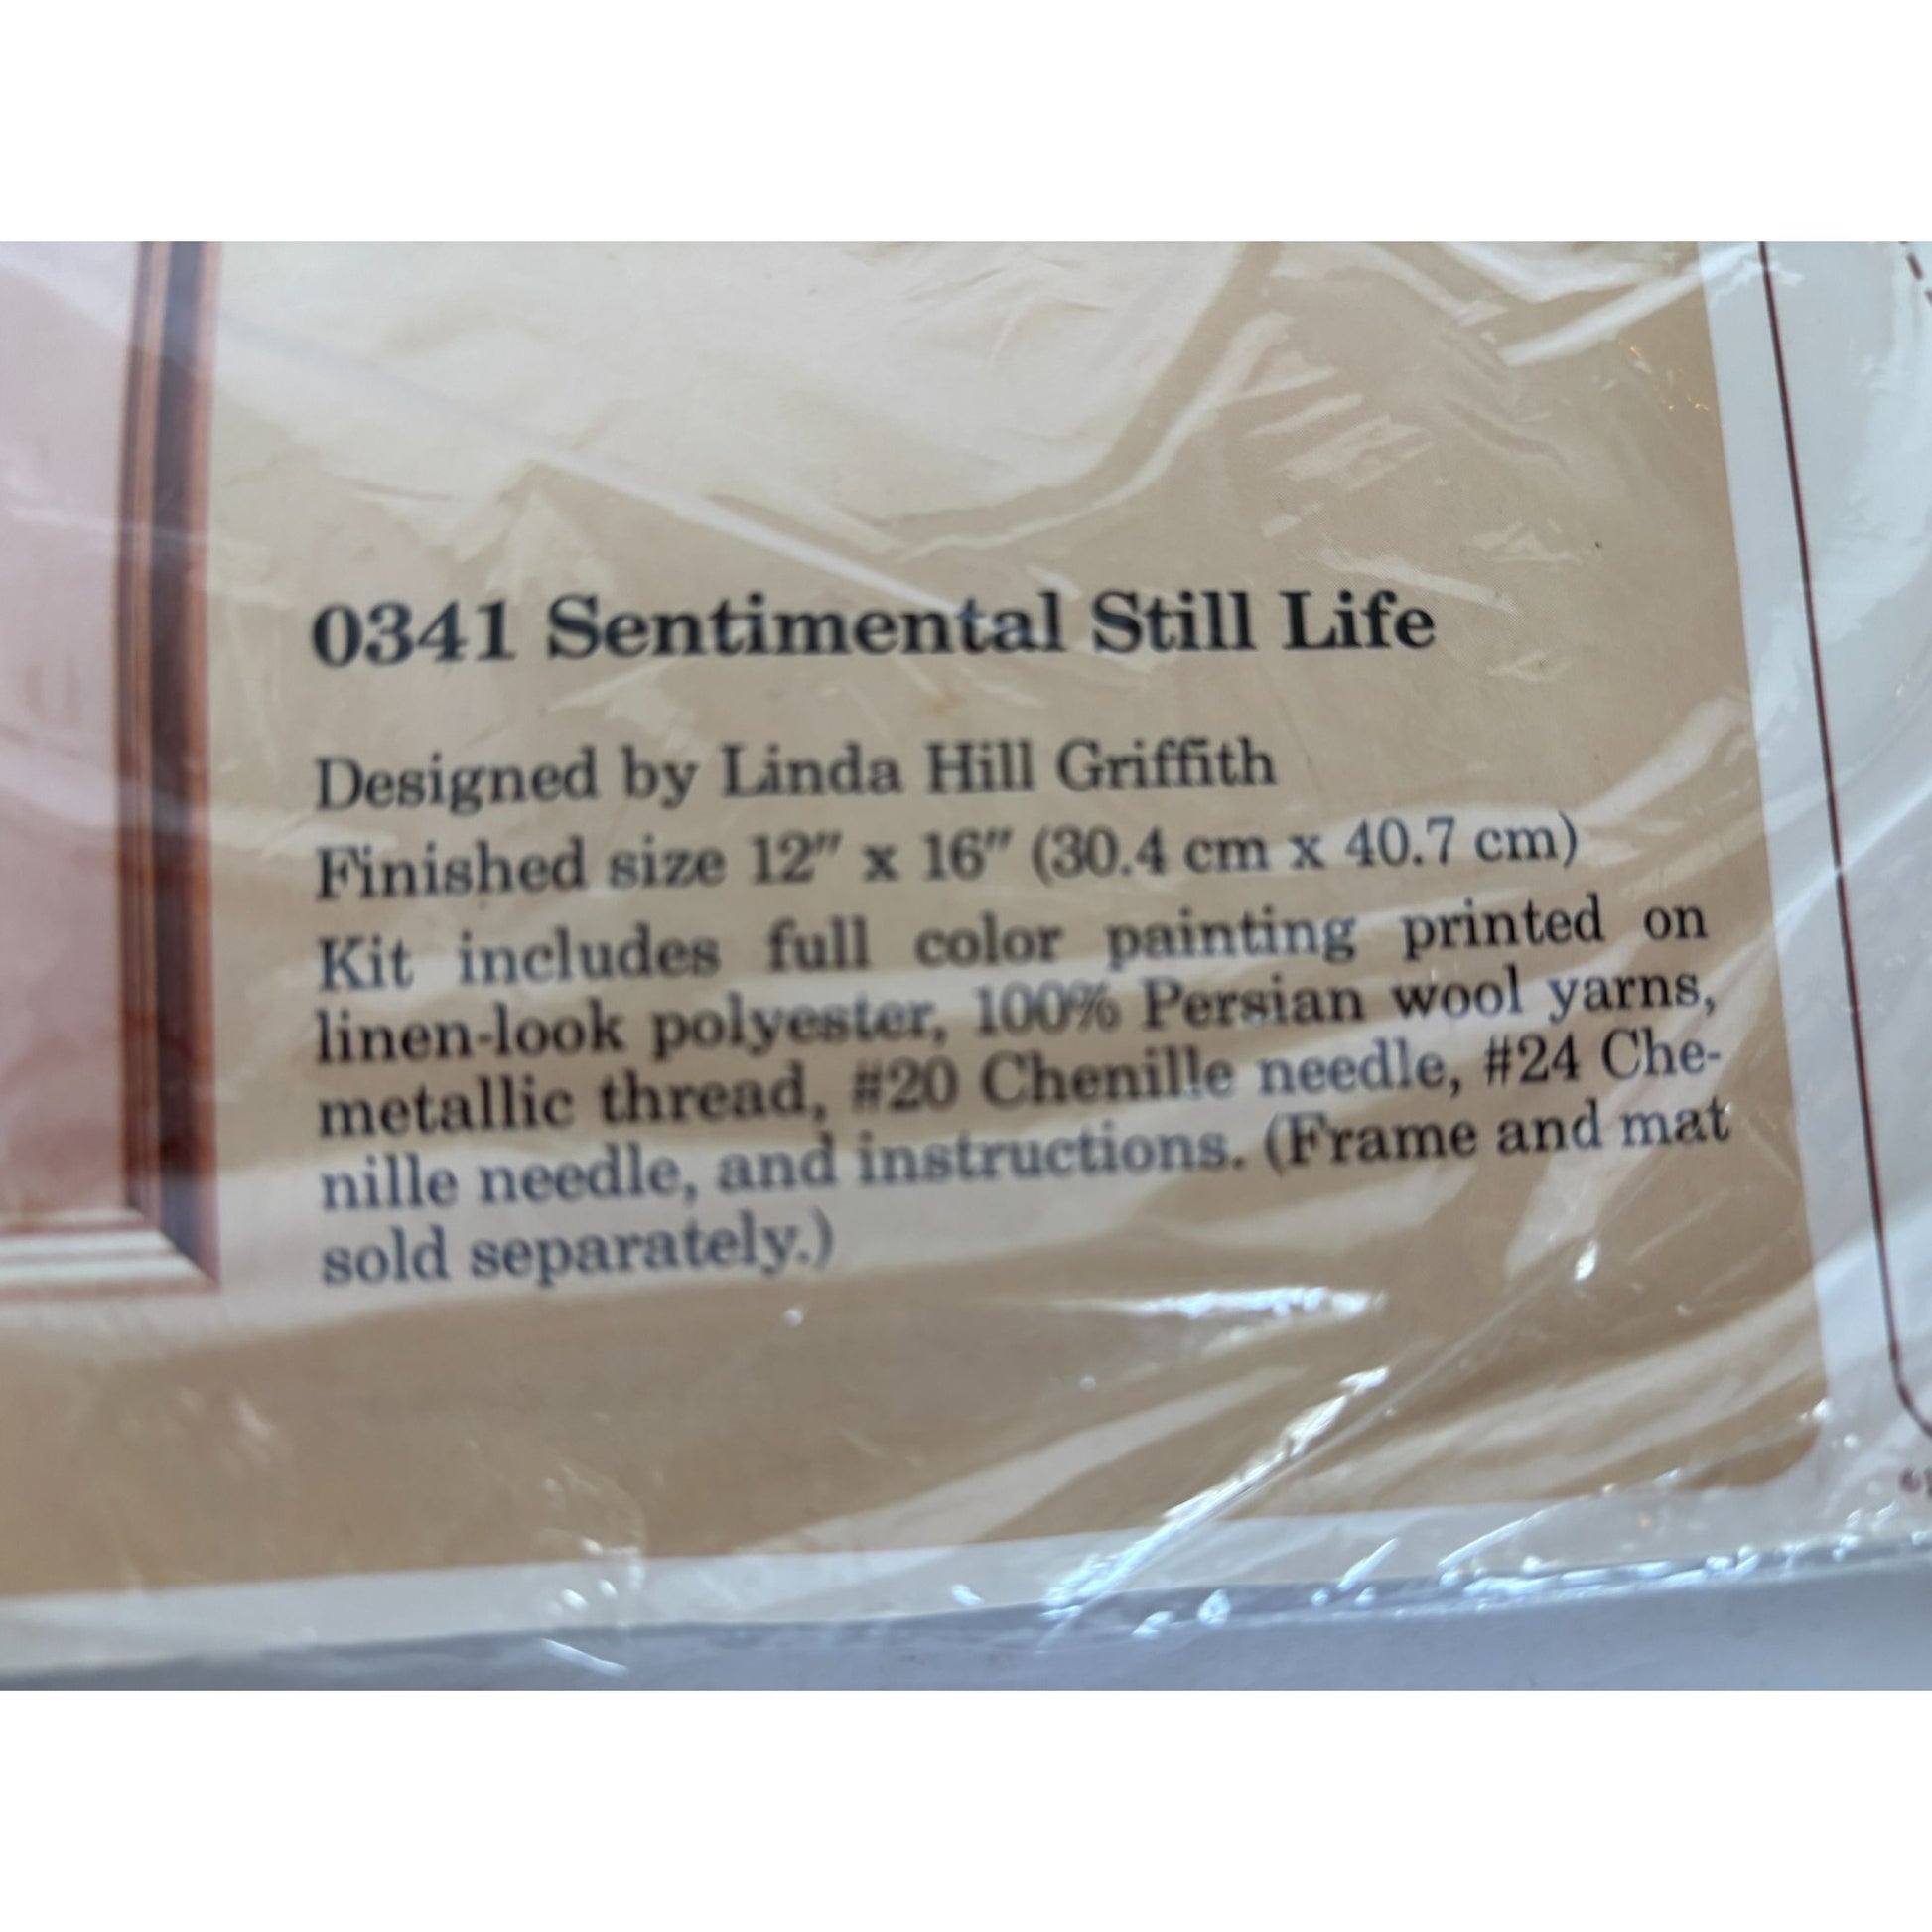 0341 Sentimental Still Life
Designed by Linda Hill Griffith
Finished size 12″ x 16″ (30.4 cm x 40.7 cm)
Kit includes full color painting printed on
linen-look polyester, 100% Persian wool yarns,
metallic thread, #20 Chenille needle, #24 Che-
nille needle, and instructions. (Frame and mat
sold separately.)